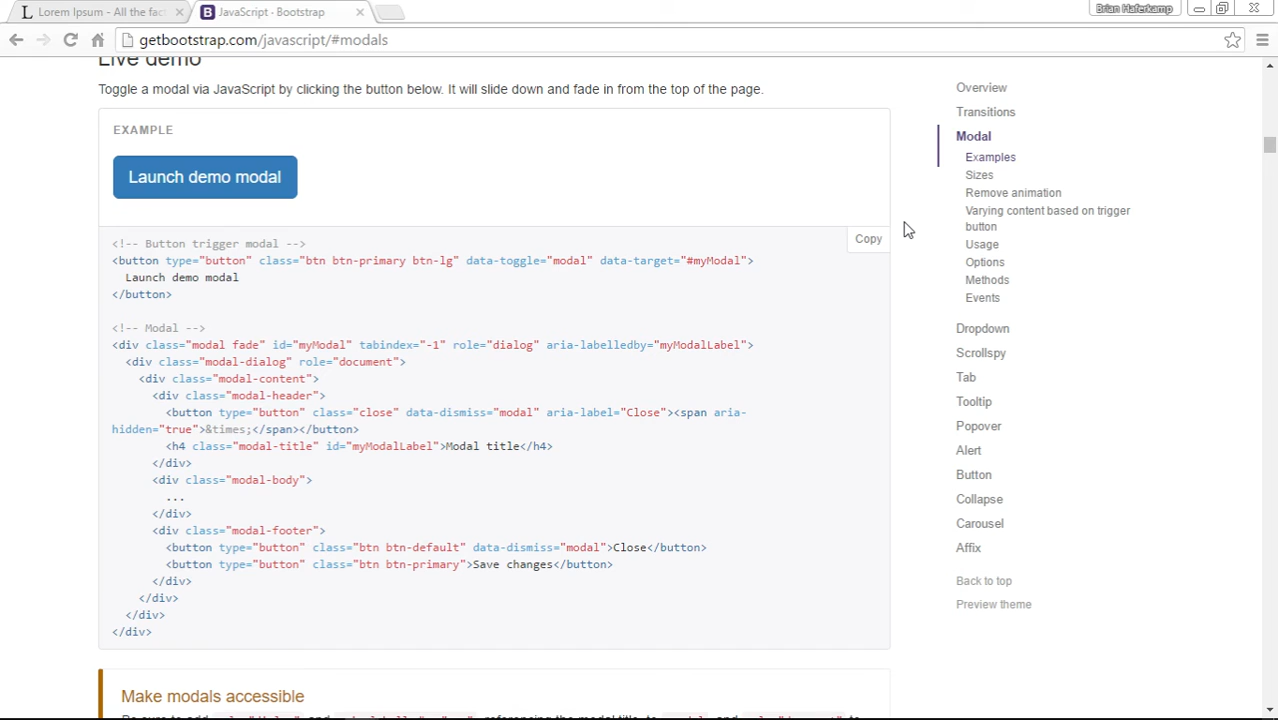 Lorem Ipsum - All the fac
JavaScript - Bootstrap
Brian Haferkamp
getbootstrap.com/javascript/#modals
Live demo
Toggle a modal via JavaScript by clicking the button below. It will slide down and fade in from the top of the page.
EXAMPLE
Launch demo modal
Copy
<!-- Button trigger modal -->
<button type="button" class="btn btn-primary btn-lg" data-toggle="modal" data-target="#myModal">
Launch demo modal
</button>
<!-- Modal -->
<div class="modal fade" id="myModal" tabindex="-1" role="dialog" aria-labelledby="myModalLabel">
<div class="modal-dialog" role="document">
<div class="modal-content">
<div class="modal-header">
<button type="button" class="close" data-dismiss="modal" aria-label="Close"><span aria-
hidden="true">&times;</span></button>
<h4 class="modal-title" id="myModalLabel">Modal title</h4>
</div>
<div class="modal-body">
...
</div>
<div class="modal-footer">
<button type="button" class="btn btn-default" data-dismiss="modal">Close</button>
<button type="button" class="btn btn-primary">Save changes</button>
</div>
</div>
</div>
</div>
Make modals accessible
Overview
Transitions
Modal
Examples
Sizes
Remove animation
Varying content based on trigger
button
Usage
Options
Methods
Events
Dropdown
Scrollspy
Tab
Tooltip
Popover
Alert
Button
Collapse
Carousel
Affix
Back to top
Preview theme